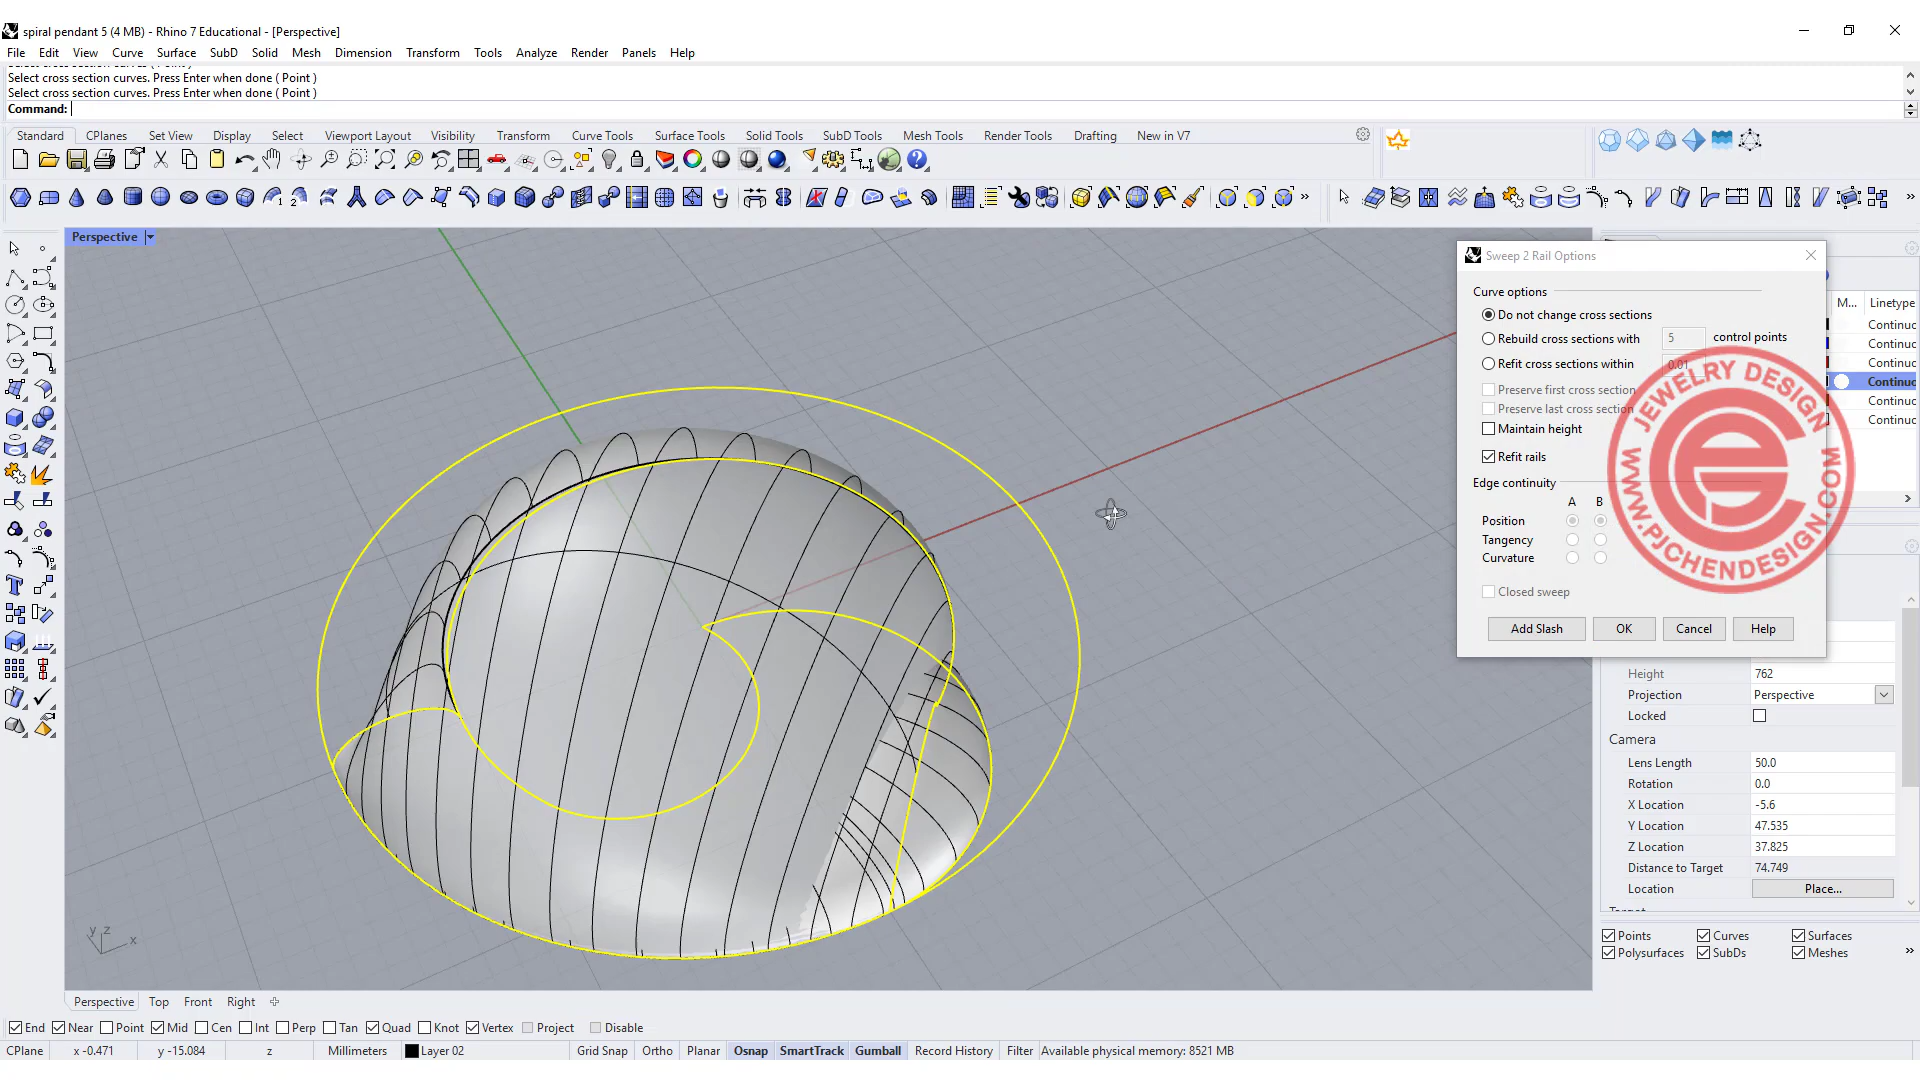 spiral pendant 5 (4 MB) - Rhino 7 Educational - [Perspective]
File Edit View Curve Surface SubD Solid Mesh Dimension Transform Tools Analyze Render Panels Help
Select cross section curves. Press Enter when done ( Point )
Select cross section curves. Press Enter when done ( Point )
Command:
Standard CPlanes Set View Display Select Viewport Layout Visibility Transform Curve Tools Surface Tools Solid Tools SubD Tools Mesh Tools Render Tools Drafting New in V7
Perspective
Sweep 2 Rail Options
Curve options
Do not change cross sections
Rebuild cross sections with 5 control points
Refit cross sections within 0.01
Preserve first cross section
Preserve last cross section
Maintain height
Refit rails
Edge continuity
A B
Position
Tangency
Curvature
Closed sweep
Add Slash OK Cancel Help
M... Linetype
Continuc
Continuc
Continuc
Continuc
Continuc
Continuc
JEWELRY DESIGN
WWW.PJCHENDESIGN.COM
Height 762
Projection Perspective
Locked
Camera
Lens Length 50.0
Rotation 0.0
X Location -5.6
Y Location 47.535
Z Location 37.825
Distance to Target 74.749
Location Place...
Points Curves Surfaces
Polysurfaces SubDs Meshes
y z x
Perspective Top Front Right
End Near Point Mid Cen Int Perp Tan Quad Knot Vertex Project Disable
CPlane x -0.471 y -15.084 z Millimeters Layer 02 Grid Snap Ortho Planar Osnap SmartTrack Gumball Record History Filter Available physical memory: 8521 MB